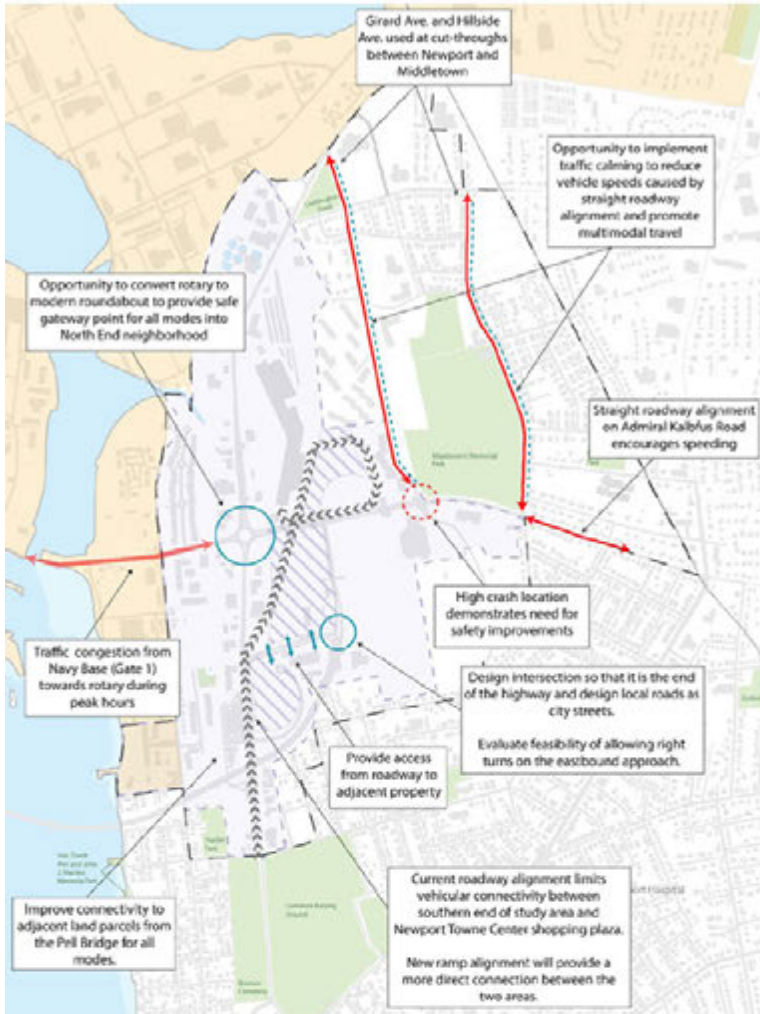 Girard Ave. and Hillside
Ave. used at cut-throughs
between Newport and
Middletown
Opportunity to implement
traffic calming to reduce
vehicle speeds caused by
straight roadway
alignment and promote
multimodal travel
Opportunity to convert rotary to
modern roundabout to provide safe
gateway point for all modes into
North End neighborhood
Straight roadway alignment
on Admiral Kalbfus Road
encourages speeding
Park
High crash location
demonstrates need for
safety improvements
Traffic congestion from
Navy Base (Gate 1)
towards rotary during
peak hours
Design intersection so that it is the end
of the highway and design local roads as
city streets.
Evaluate feasibility of allowing right
turns on the eastbound approach.
Provide access
from roadway to
adjacent property
Park
Current roadway alignment limits
vehicular connectivity between
southern end of study area and
Newport Towne Center shopping plaza.
New ramp alignment will provide a
more direct connection between the
two areas.
Hospital
Improve connectivity to
adjacent land parcels from
the Pell Bridge for all
modes.
Common Burying
Ground
Cemetery